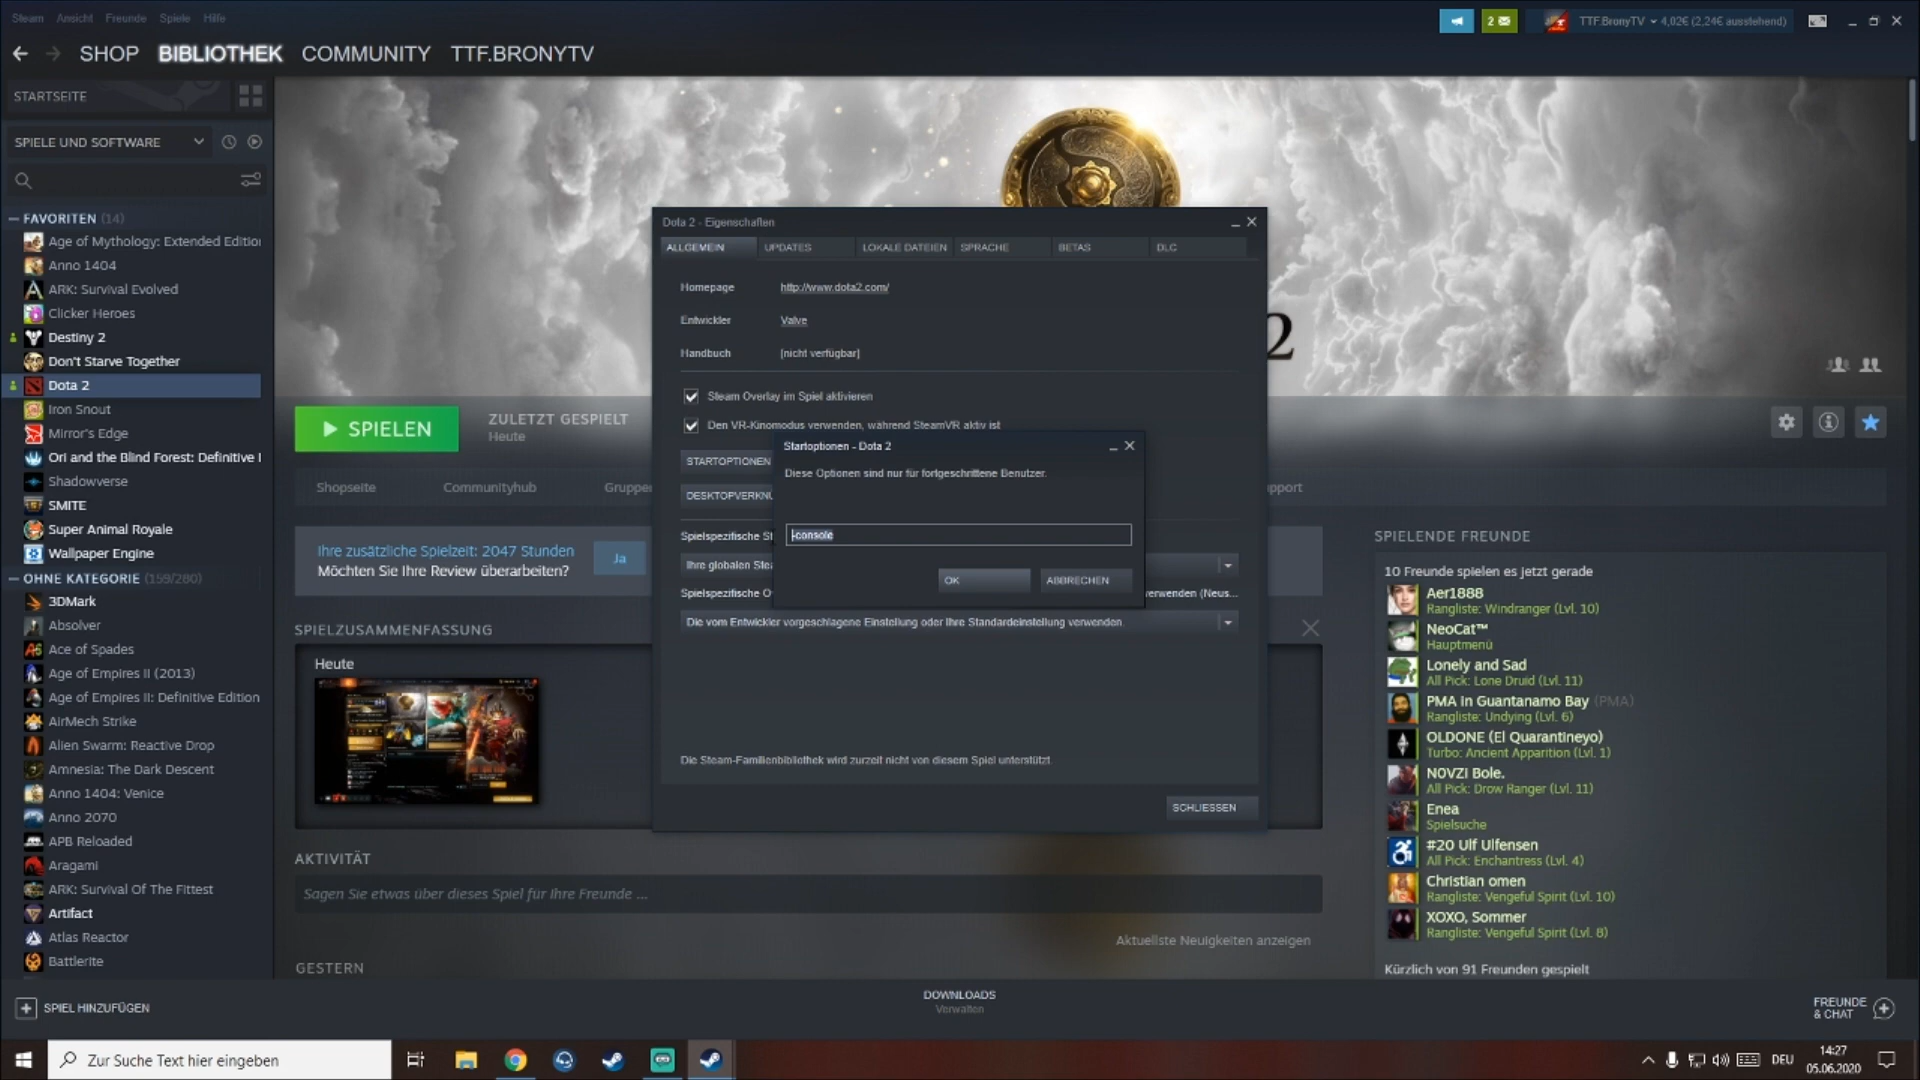 Steam Ansicht Freunde Spiele Hilfe
2
TTF.BronyTV 4,02€ (2,24€ ausstehend)
SHOP BIBLIOTHEK COMMUNITY TTF.BRONYTV
STARTSEITE
SPIELE UND SOFTWARE
FAVORITEN (14)
Age of Mythology: Extended Edition
Anno 1404
ARK: Survival Evolved
Clicker Heroes
Destiny 2
Don't Starve Together
Dota 2
Iron Snout
Mirror's Edge
Ori and the Blind Forest: Definitive I
Shadowverse
SMITE
Super Animal Royale
Wallpaper Engine
OHNE KATEGORIE (159/280)
3DMark
Absolver
Ace of Spades
Age of Empires II (2013)
Age of Empires II: Definitive Edition
AirMech Strike
Alien Swarm: Reactive Drop
Amnesia: The Dark Descent
Anno 1404: Venice
Anno 2070
APB Reloaded
Aragami
ARK: Survival Of The Fittest
Artifact
Atlas Reactor
Battlerite
SPIEL HINZUFÜGEN
2
SPIELEN
ZULETZT GESPIELT
Heute
Shopseite Communityhub Gruppe pport
Ihre zusätzliche Spielzeit: 2047 Stunden
Möchten Sie Ihre Review überarbeiten?
Ja
SPIELZUSAMMENFASSUNG
Heute
AKTIVITÄT
Sagen Sie etwas über dieses Spiel für Ihre Freunde ...
Aktuellste Neuigkeiten anzeigen
GESTERN
Dota 2 - Eigenschaften
ALLGEMEIN UPDATES LOKALE DATEIEN SPRACHE BETAS DLC
Homepage http://www.dota2.com/
Entwickler Valve
Handbuch [nicht verfügbar]
Steam Overlay im Spiel aktivieren
Den VR-Kinomodus verwenden, während SteamVR aktiv ist
STARTOPTIONEN
DESKTOPVERKNÜ
Spielspezifische St
Ihre globalen Stea
Spielspezifische O verwenden (Neus...
Die vom Entwickler vorgeschlagene Einstellung oder Ihre Standardeinstellung verwenden.
Die Steam-Familienbibliothek wird zurzeit nicht von diesem Spiel unterstützt.
SCHLIESSEN
Startoptionen - Dota 2
Diese Optionen sind nur für fortgeschrittene Benutzer.
-console
OK ABBRECHEN
SPIELENDE FREUNDE
10 Freunde spielen es jetzt gerade
Aer1888
Rangliste: Windranger (Lvl. 10)
NeoCat™
Hauptmenü
Lonely and Sad
All Pick: Lone Druid (Lvl. 11)
PMA in Guantanamo Bay (PMA)
Rangliste: Undying (Lvl. 6)
OLDONE (El Quarantineyo)
Turbo: Ancient Apparition (Lvl. 1)
N0VZI Bole.
All Pick: Drow Ranger (Lvl. 11)
Enea
Spielsuche
#20 Ulf Ulfensen
All Pick: Enchantress (Lvl. 4)
Christian omen
Rangliste: Vengeful Spirit (Lvl. 10)
XOXO, Sommer
Rangliste: Vengeful Spirit (Lvl. 8)
Kürzlich von 91 Freunden gespielt
DOWNLOADS
Verwalten
FREUNDE
& CHAT
Zur Suche Text hier eingeben
DEU
14:27
05.06.2020